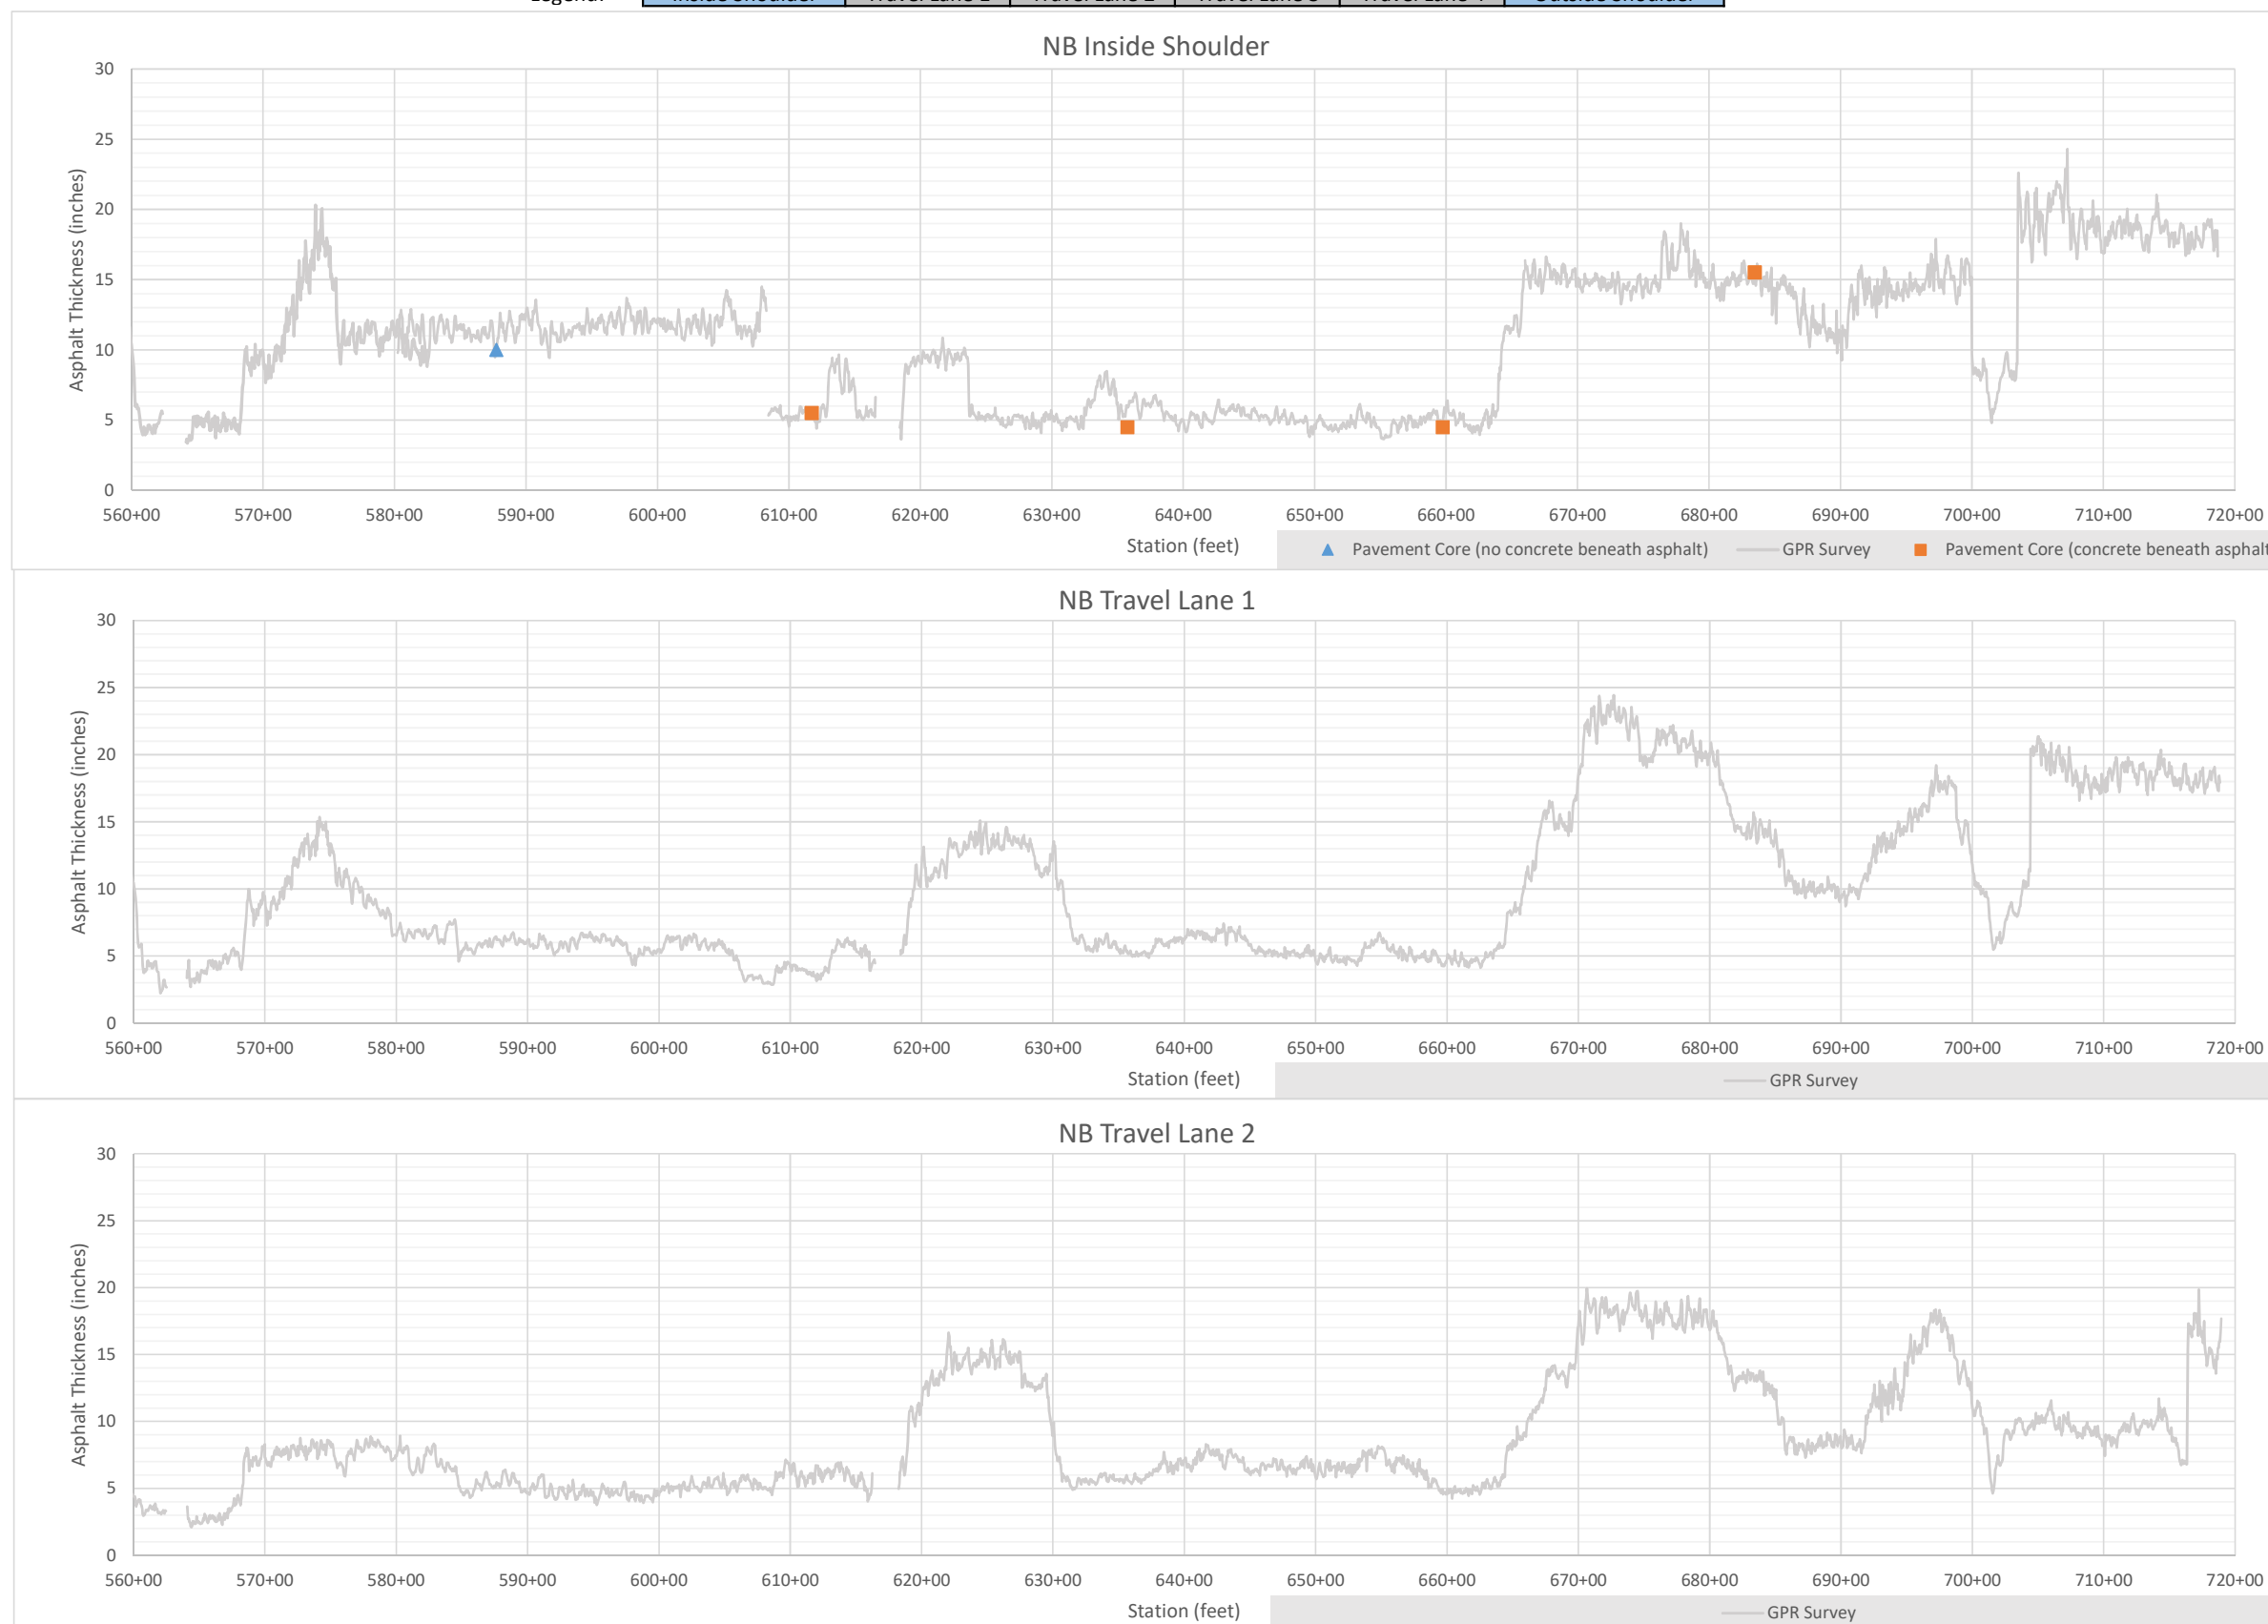 NB Inside Shoulder
30
25
20
15
10
5
0
Asphalt Thickness (inches)
560+00 570+00 580+00 590+00 600+00 610+00 620+00 630+00 640+00 650+00 660+00 670+00 680+00 690+00 700+00 710+00 720+00
Station (feet)
Pavement Core (no concrete beneath asphalt) GPR Survey Pavement Core (concrete beneath asphalt
NB Travel Lane 1
30
25
20
15
10
5
0
Asphalt Thickness (inches)
560+00 570+00 580+00 590+00 600+00 610+00 620+00 630+00 640+00 650+00 660+00 670+00 680+00 690+00 700+00 710+00 720+00
Station (feet)
GPR Survey
NB Travel Lane 2
30
25
20
15
10
5
0
Asphalt Thickness (inches)
560+00 570+00 580+00 590+00 600+00 610+00 620+00 630+00 640+00 650+00 660+00 670+00 680+00 690+00 700+00 710+00 720+00
Station (feet)
GPR Survey